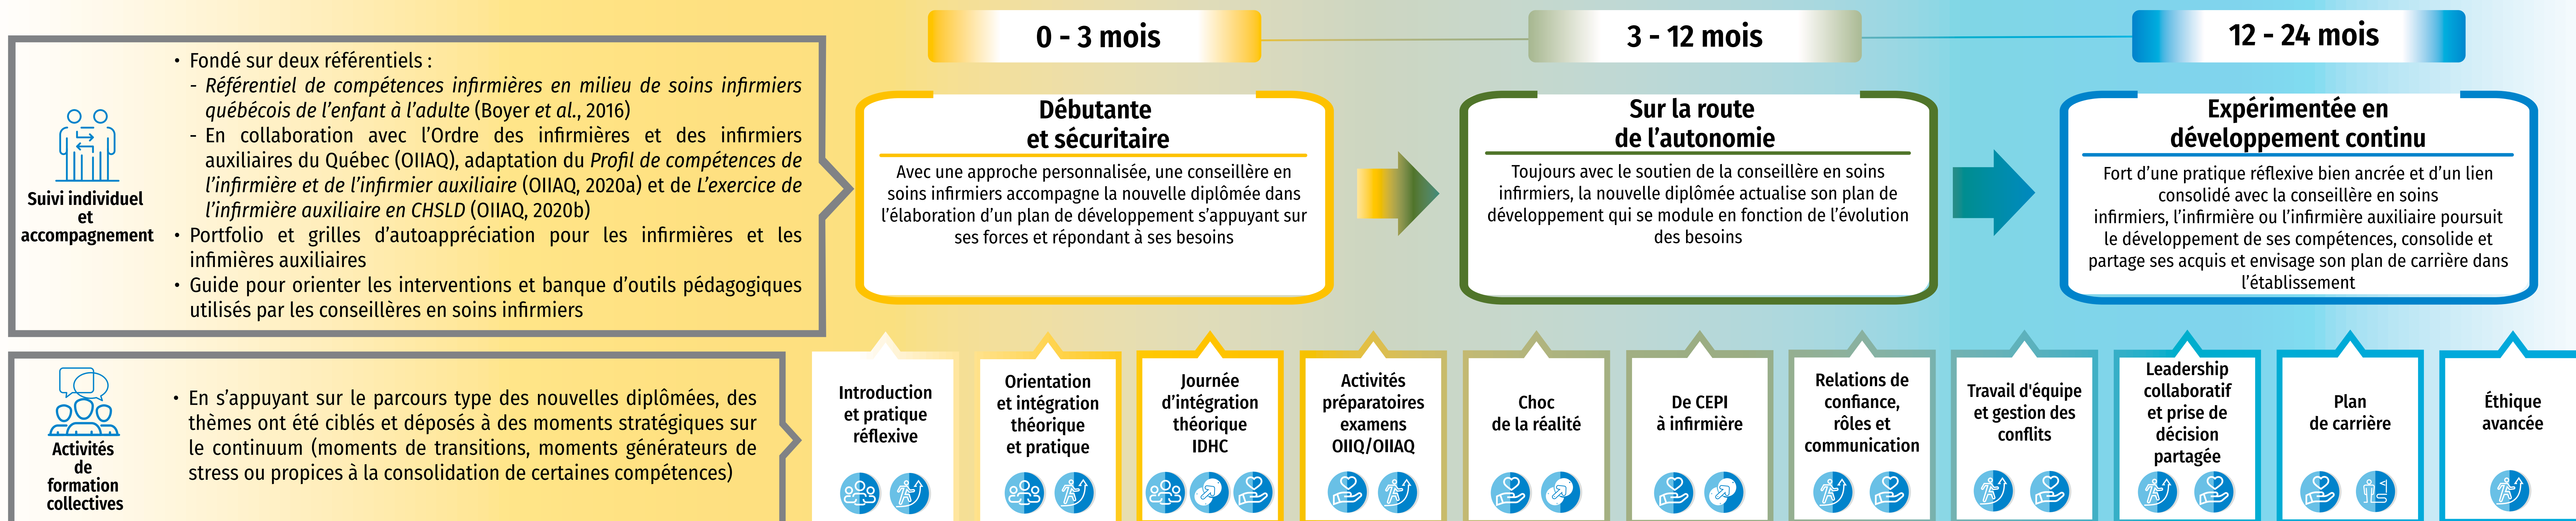 Suivi individuel
et
accompagnement
• Fondé sur deux référentiels :
- Référentiel de compétences infirmières en milieu de soins infirmiers
québécois de l'enfant à l'adulte (Boyer et al., 2016)
- En collaboration avec l'Ordre des infirmières et des infirmiers
auxiliaires du Québec (OIIAQ), adaptation du Profil de compétences de
l'infirmière et de l'infirmier auxiliaire (OIIAQ, 2020a) et de L'exercice de
l'infirmière auxiliaire en CHSLD (OIIAQ, 2020b)
• Portfolio et grilles d'autoappréciation pour les infirmières et les
infimières auxiliaires
• Guide pour orienter les interventions et banque d'outils pédagogiques
utilisés par les conseillères en soins infirmiers
0 - 3 mois
Débutante
et sécuritaire
Avec une approche personnalisée, une conseillère en
soins infirmiers accompagne la nouvelle diplômée dans
l'élaboration d'un plan de développement s'appuyant sur
ses forces et répondant à ses besoins
3 - 12 mois
Sur la route
de l'autonomie
Toujours avec le soutien de la conseillère en soins
infirmiers, la nouvelle diplômée actualise son plan de
développement qui se module en fonction de l'évolution
des besoins
12 - 24 mois
Expérimentée en
développement continu
Fort d'une pratique réflexive bien ancrée et d'un lien
consolidé avec la conseillère en soins
infirmiers, l'infirmière ou l'infirmière auxiliaire poursuit
le développement de ses compétences, consolide et
partage ses acquis et envisage son plan de carrière dans
l'établissement
Activités
de
formation
collectives
• En s'appuyant sur le parcours type des nouvelles diplômées, des
thèmes ont été ciblés et déposés à des moments stratégiques sur
le continuum (moments de transitions, moments générateurs de
stress ou propices à la consolidation de certaines compétences)
Introduction
et pratique
réflexive
Orientation
et intégration
théorique
et pratique
Journée
d'intégration
théorique
IDHC
Activités
préparatoires
examens
OIIQ/OIIAQ
Choc
de la réalité
De CEPI
à infirmière
Relations de
confiance,
rôles et
communication
Travail d'équipe
et gestion des
conflits
Leadership
collaboratif
et prise de
décision
partagée
Plan
de carrière
Éthique
avancée